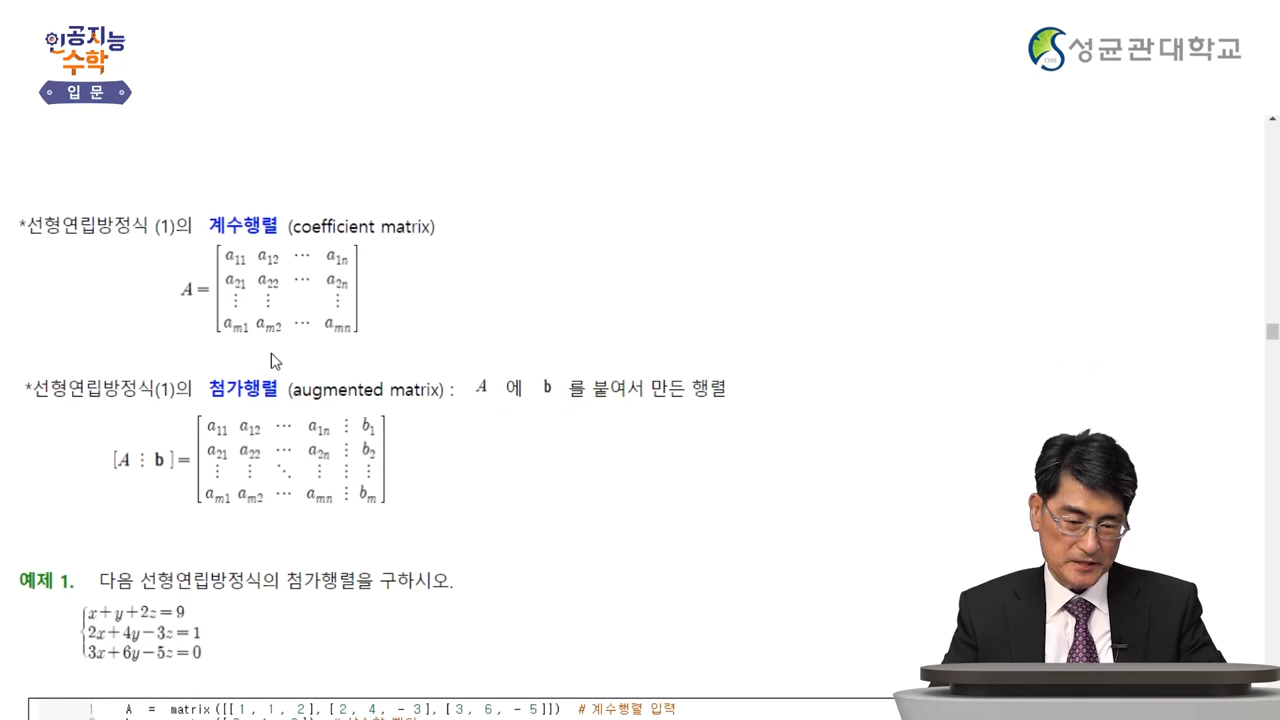 인공지능
수학
입 문
성균관대학교
1398
*선형연립방정식 (1)의 계수행렬 (coefficient matrix)
A = [ a11 a12 ⋯ a1n
a21 a22 ⋯ a2n
⋮ ⋮ ⋮
am1 am2 ⋯ amn ]
*선형연립방정식(1)의 첨가행렬 (augmented matrix) : A 에 b 를 붙여서 만든 행렬
[A ⋮ b ] = [ a11 a12 ⋯ a1n ⋮ b1
a21 a22 ⋯ a2n ⋮ b2
⋮ ⋮ ⋱ ⋮ ⋮ ⋮
am1 am2 ⋯ amn ⋮ bm ]
예제 1. 다음 선형연립방정식의 첨가행렬을 구하시오.
x+y+2z=9
2x+4y−3z=1
3x+6y−5z=0
1 A = matrix([[1, 1, 2],[2, 4, -3],[3, 6, -5]]) # 계수행렬 입력